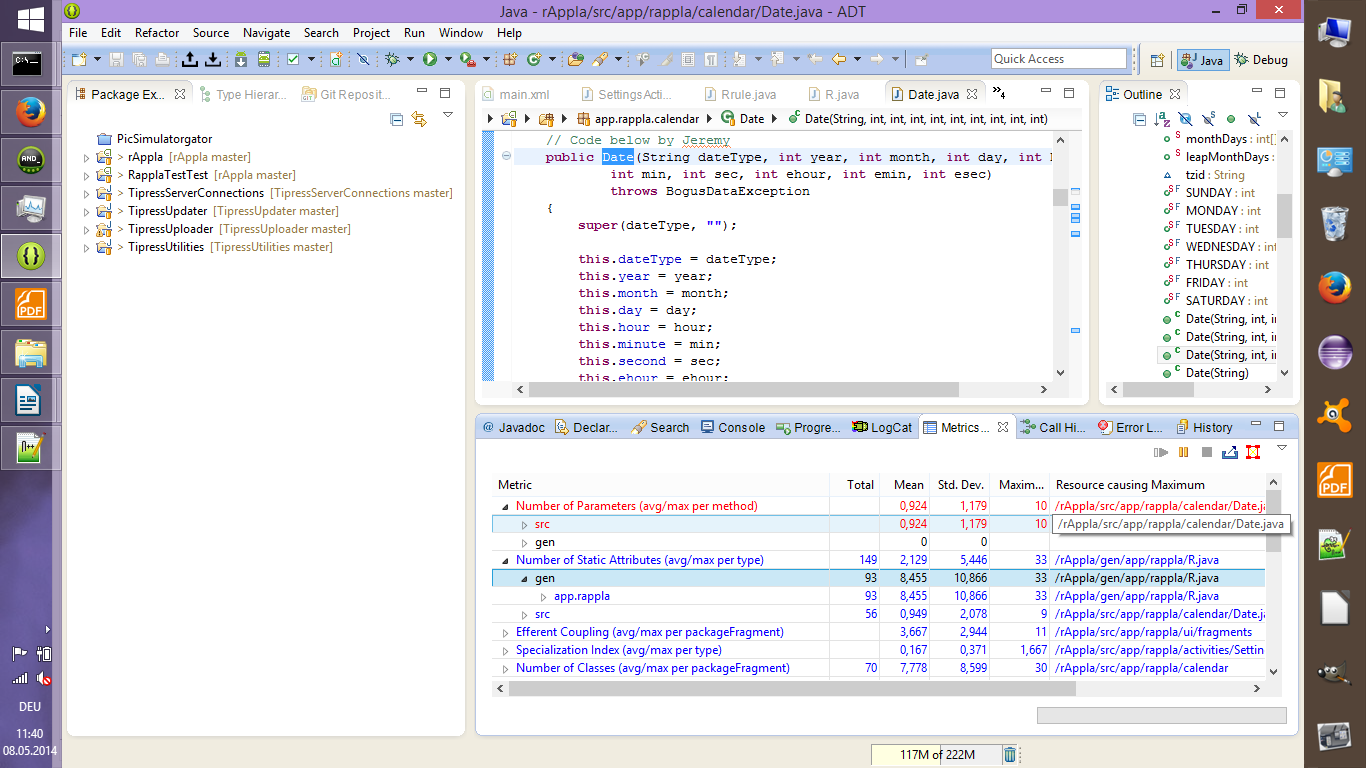 Java - rAppla/src/app/rappla/calendar/Date.java - ADT
File Edit Refactor Source Navigate Search Project Run Window Help
Quick Access
Java
Debug
Package Ex...
Type Hierar...
Git Reposit...
PicSimulatorgator
> rAppla [rAppla master]
> RapplaTestTest [rAppla master]
> TipressServerConnections [TipressServerConnections master]
> TipressUpdater [TipressUpdater master]
> TipressUploader [TipressUploader master]
> TipressUtilities [TipressUtilities master]
main.xml
SettingsActi...
Rrule.java
R.java
Date.java
»4
app.rappla.calendar
Date
Date(String, int, int, int, int, int, int, int, int, int)
// Code below by Jeremy
public Date(String dateType, int year, int month, int day, int
int min, int sec, int ehour, int emin, int esec)
throws BogusDataException
{
super(dateType, "");
this.dateType = dateType;
this.year = year;
this.month = month;
this.day = day;
this.hour = hour;
this.minute = min;
this.second = sec;
this.ehour = ehour;
Outline
monthDays : int[]
leapMonthDays :
tzid : String
SUNDAY : int
MONDAY : int
TUESDAY : int
WEDNESDAY : int
THURSDAY : int
FRIDAY : int
SATURDAY : int
Date(String, int, i
Date(String, int, i
Date(String, int, i
Date(String)
@ Javadoc
Declar...
Search
Console
Progre...
LogCat
Metrics...
Call Hi...
Error L...
History
Metric Total Mean Std. Dev. Maxim... Resource causing Maximum
Number of Parameters (avg/max per method) 0,924 1,179 10 /rAppla/src/app/rappla/calendar/Date.ja
src 0,924 1,179 10 /rAppla/src/app/rappla/calendar/Date.java
gen 0 0
Number of Static Attributes (avg/max per type) 149 2,129 5,446 33 /rAppla/gen/app/rappla/R.java
gen 93 8,455 10,866 33 /rAppla/gen/app/rappla/R.java
app.rappla 93 8,455 10,866 33 /rAppla/gen/app/rappla/R.java
src 56 0,949 2,078 9 /rAppla/src/app/rappla/calendar/Date.ja
Efferent Coupling (avg/max per packageFragment) 3,667 2,944 11 /rAppla/src/app/rappla/ui/fragments
Specialization Index (avg/max per type) 0,167 0,371 1,667 /rAppla/src/app/rappla/activities/Settin
Number of Classes (avg/max per packageFragment) 70 7,778 8,599 30 /rAppla/src/app/rappla/calendar
117M of 222M
C:\_
AND_
PDF
N++
DEU
11:40
08.05.2014
PDF